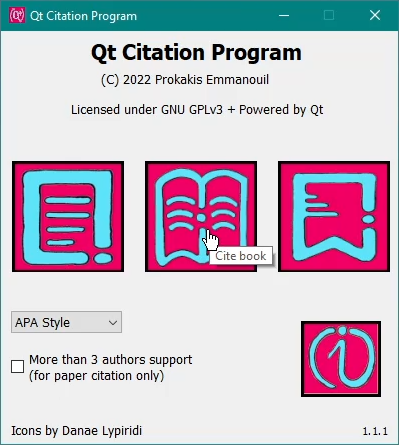 Qt Citation Program
Qt Citation Program
(C) 2022 Prokakis Emmanouil
Licensed under GNU GPLv3 + Powered by Qt
Cite book
APA Style
More than 3 authors support
(for paper citation only)
Icons by Danae Lypiridi
1.1.1